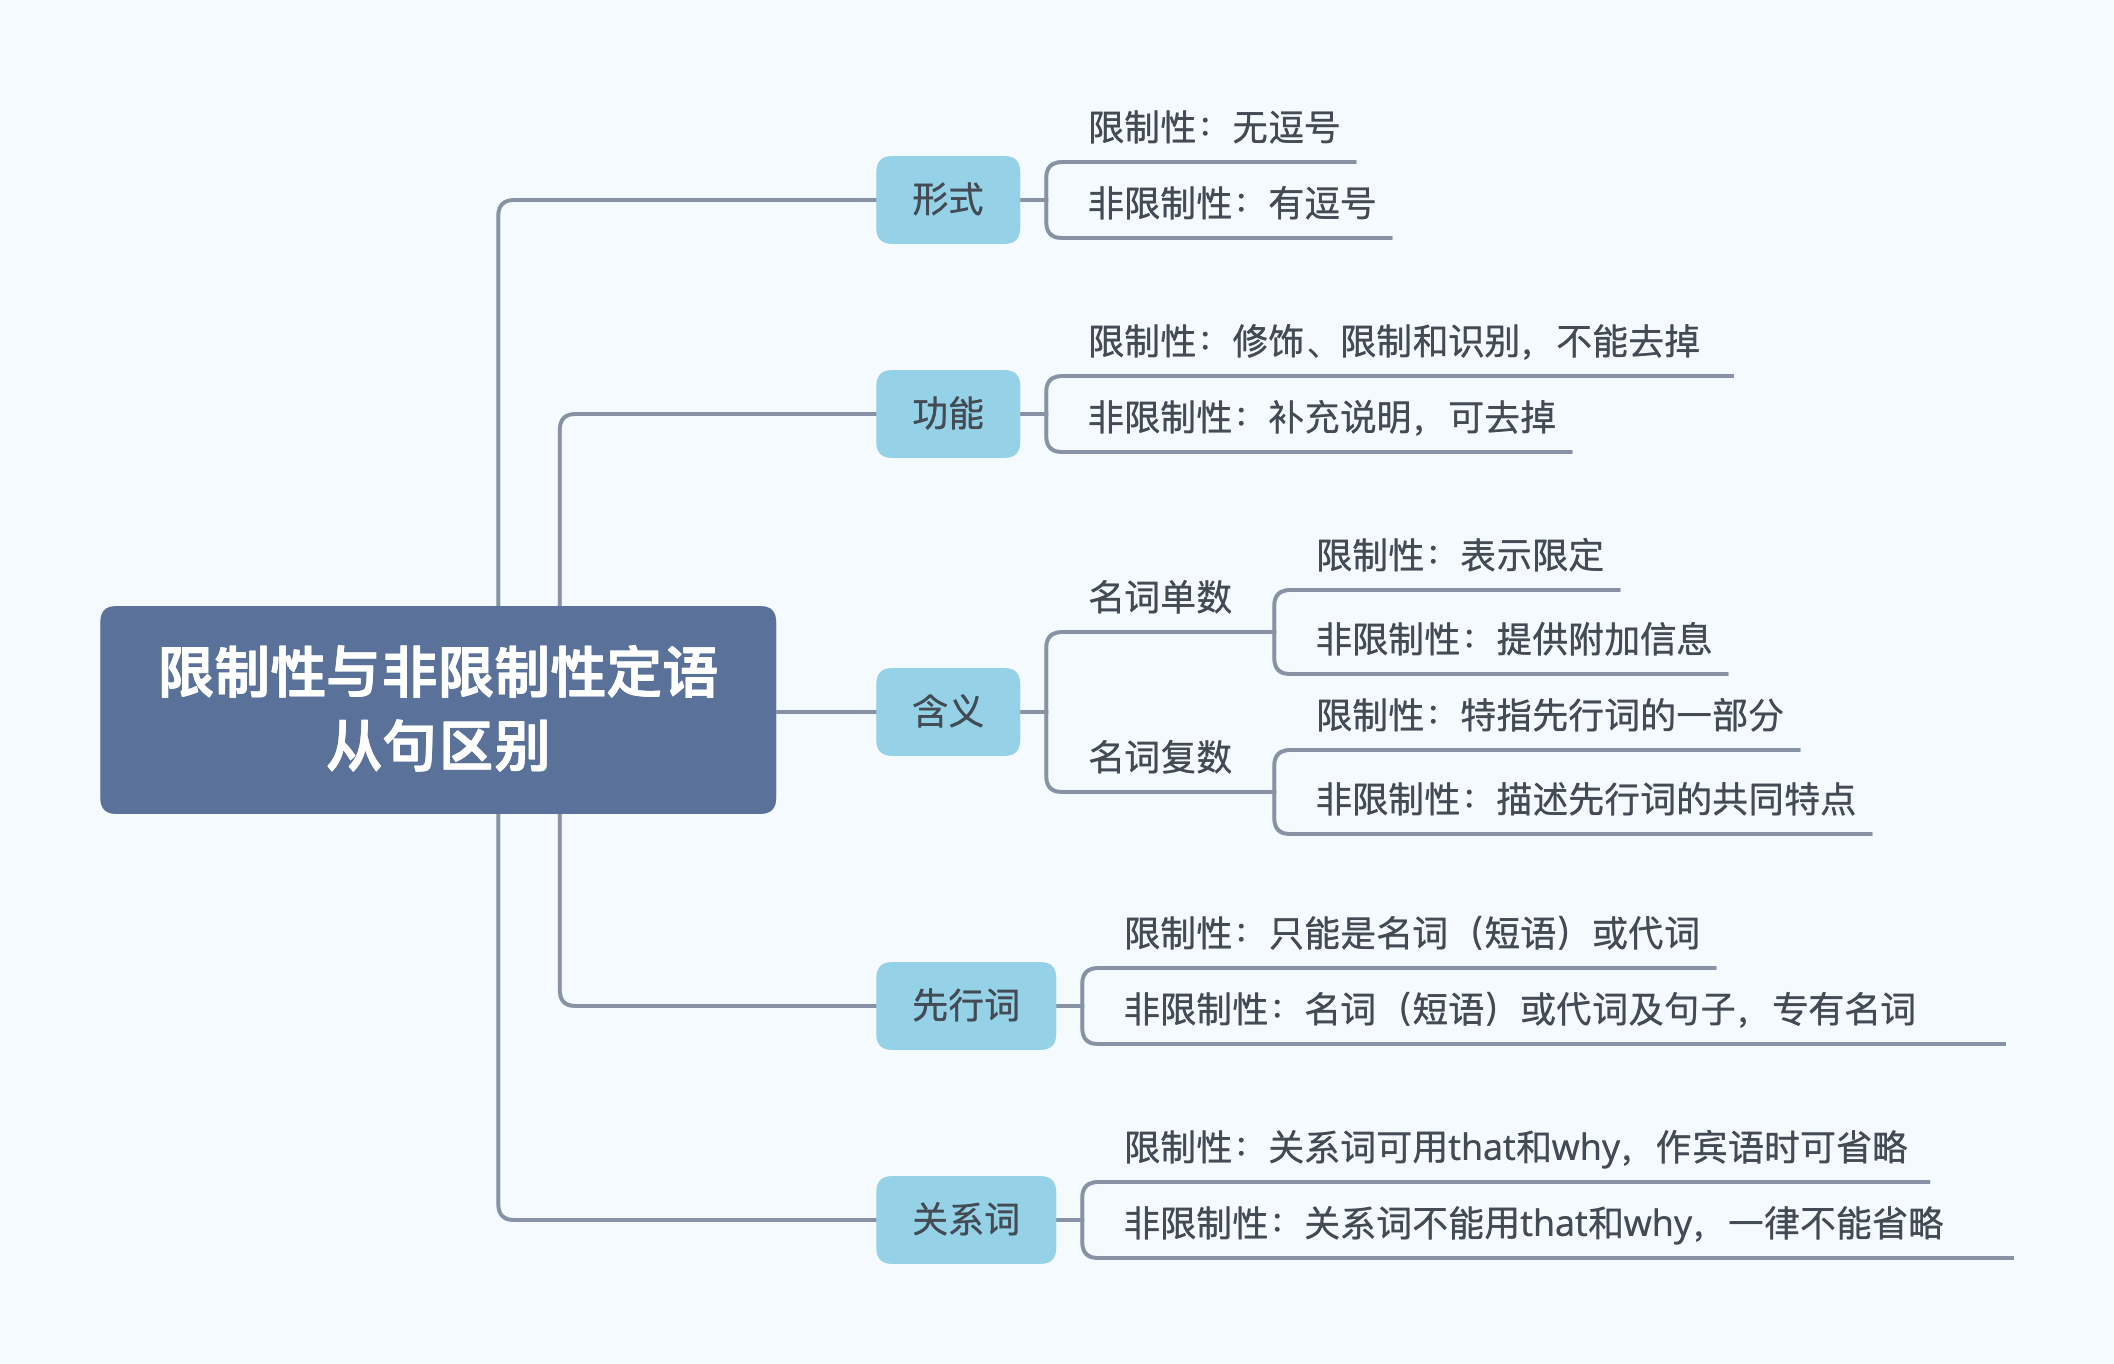 限制性与非限制性定语
从句区别
形式
限制性：无逗号
非限制性：有逗号
功能
限制性：修饰、限制和识别，不能去掉
非限制性：补充说明，可去掉
含义
名词单数
限制性：表示限定
非限制性：提供附加信息
名词复数
限制性：特指先行词的一部分
非限制性：描述先行词的共同特点
先行词
限制性：只能是名词（短语）或代词
非限制性：名词（短语）或代词及句子，专有名词
关系词
限制性：关系词可用that和why，作宾语时可省略
非限制性：关系词不能用that和why，一律不能省略